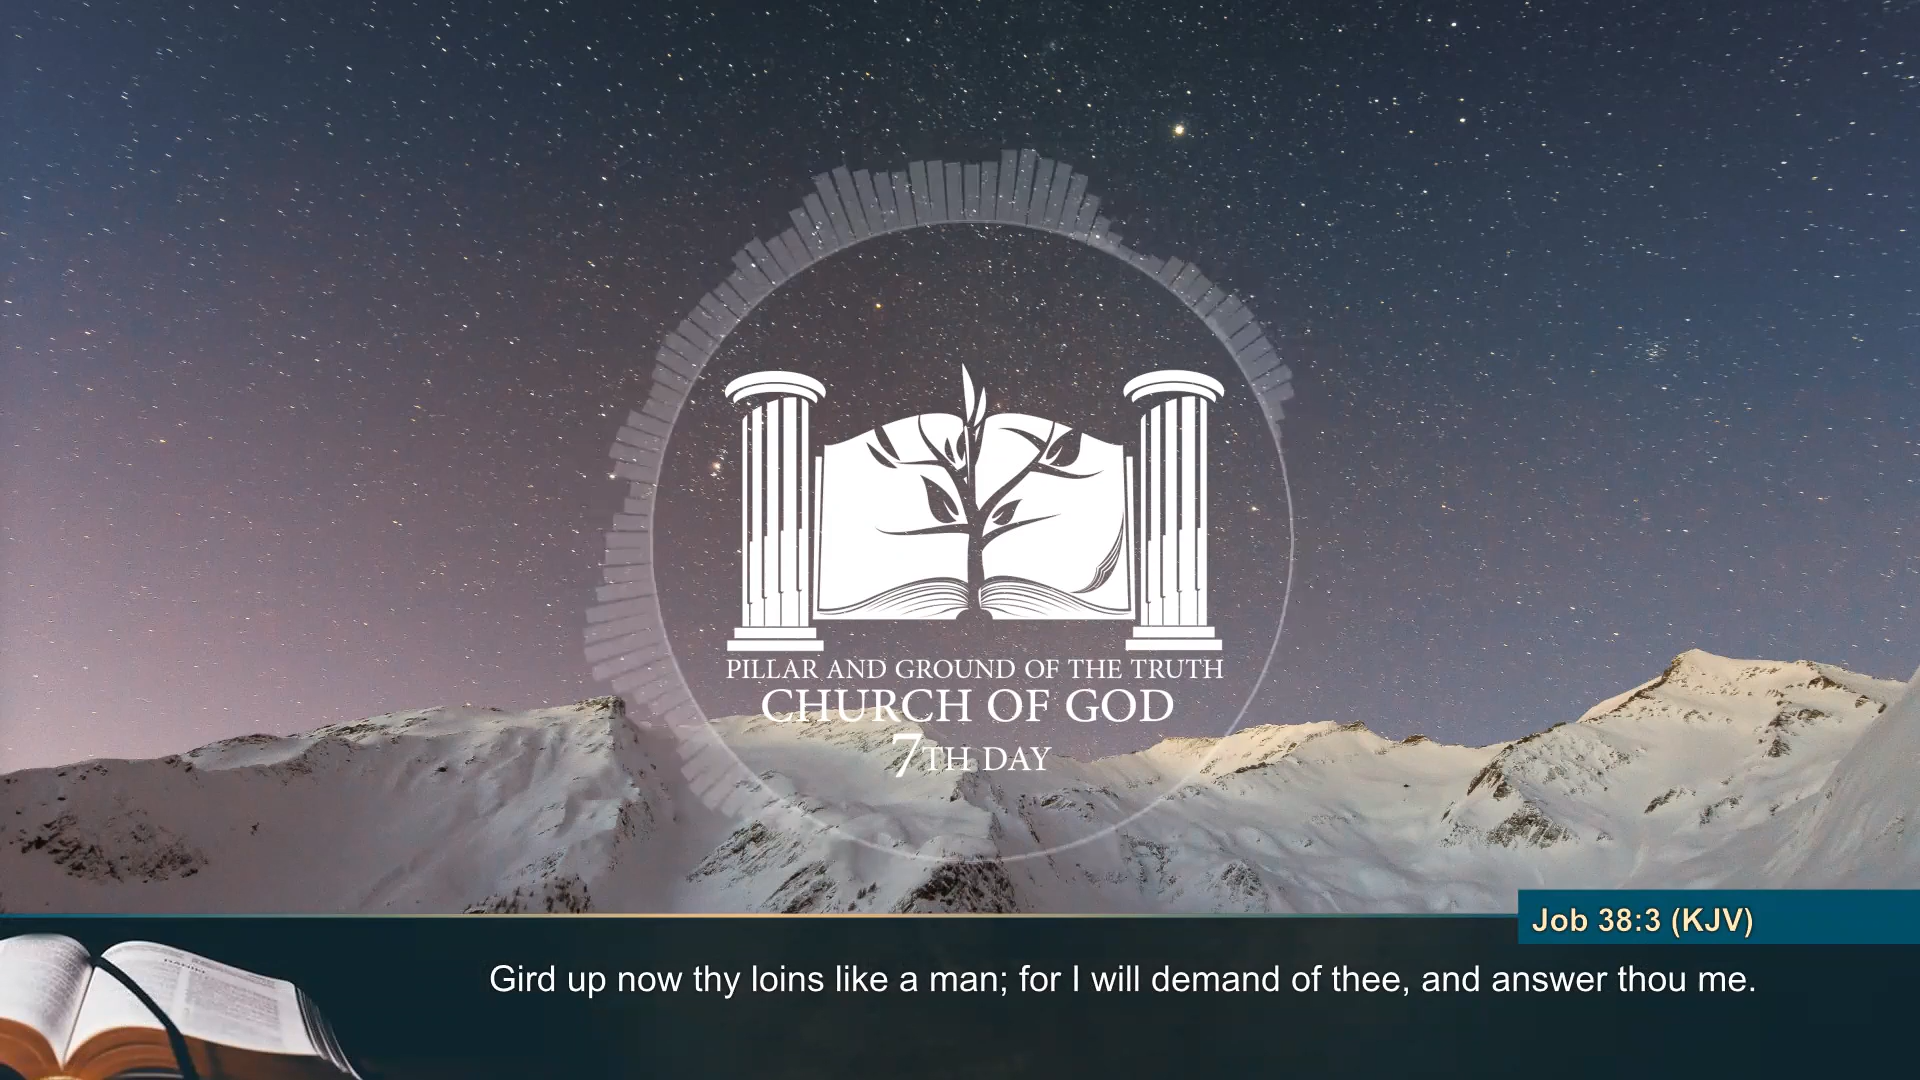 PILLAR AND GROUND OF THE TRUTH
CHURCH OF GOD
7TH DAY
Job 38:3 (KJV)
Gird up now thy loins like a man; for I will demand of thee, and answer thou me.